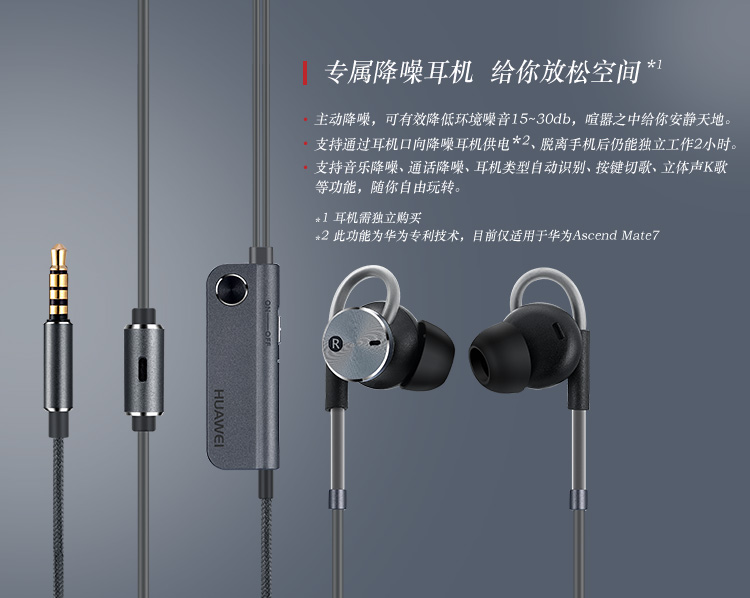 专属降噪耳机 给你放松空间*1
• 主动降噪，可有效降低环境噪音15~30db，喧嚣之中给你安静天地。
• 支持通过耳机口向降噪耳机供电*2、脱离手机后仍能独立工作2小时。
• 支持音乐降噪、通话降噪、耳机类型自动识别、按键切歌、立体声K歌
等功能，随你自由玩转。
*1 耳机需独立购买
*2 此功能为华为专利技术，目前仅适用于华为Ascend Mate7
ON OFF
R
HUAWEI